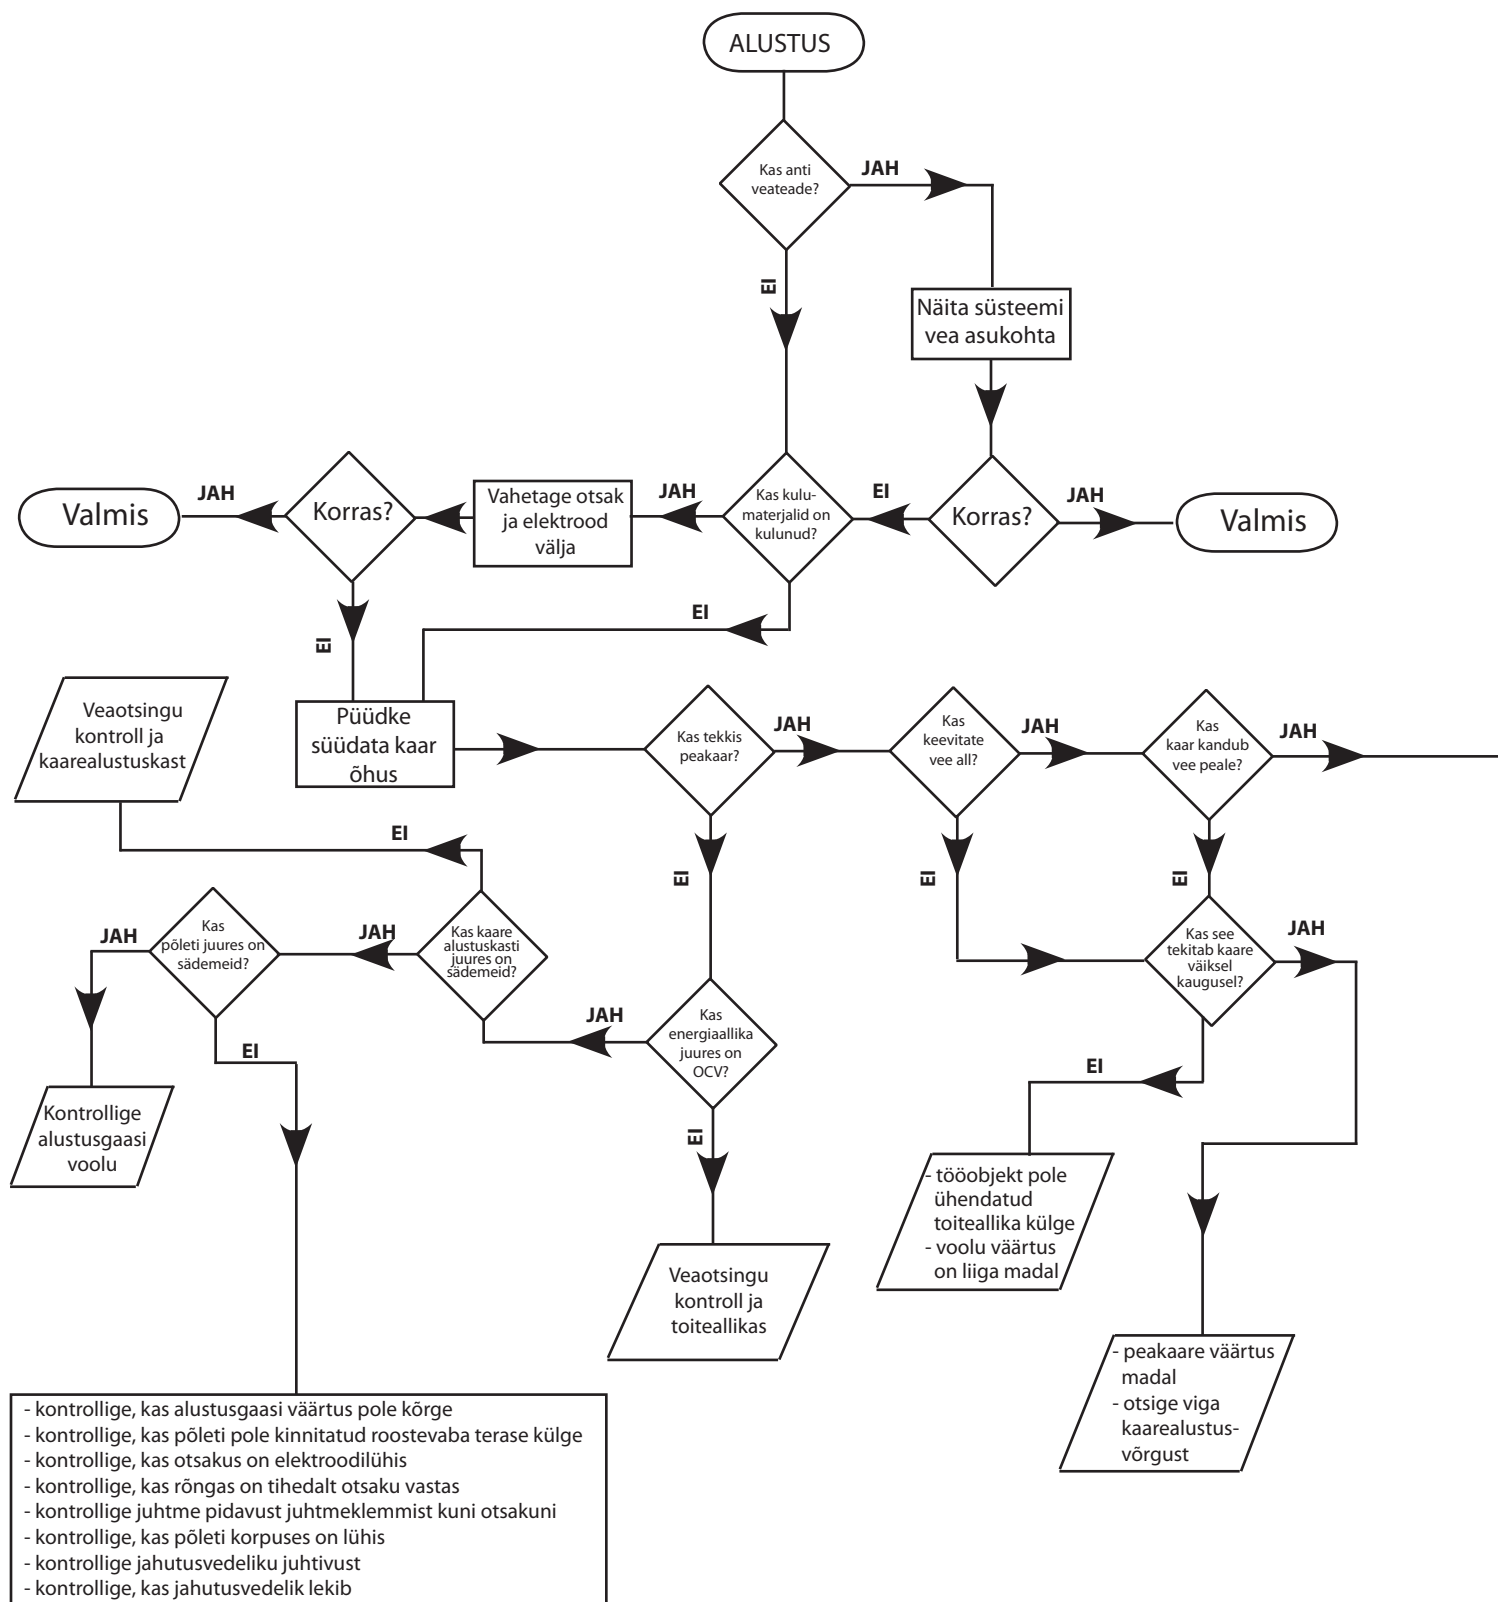 ALUSTUS
Kas anti
veateade?
JAH
EI
Näita süsteemi
vea asukohta
Valmis
JAH
Korras?
Vahetage otsak
ja elektrood
välja
JAH
Kas kulu-
materjalid on
kulunud?
EI
Korras?
JAH
Valmis
EI
EI
Veaotsingu
kontroll ja
kaarealustuskast
Püüdke
süüdata kaar
õhus
Kas tekkis
peakaar?
JAH
Kas
keevitate
vee all?
JAH
Kas
kaar kandub
vee peale?
JAH
EI
EI
EI
EI
JAH
Kas
põleti juures on
sädemeid?
JAH
Kas kaare
alustuskasti
juures on
sädemeid?
Kas see
tekitab kaare
väiksel
kaugusel?
JAH
JAH
Kas
energiaallika
juures on
OCV?
EI
EI
EI
Kontrollige
alustusgaasi
voolu
- tööobjekt pole
ühendatud
toiteallika külge
- voolu väärtus
on liiga madal
Veaotsingu
kontroll ja
toiteallikas
- peakaare väärtus
madal
- otsige viga
kaarealustus-
võrgust
- kontrollige, kas alustusgaasi väärtus pole kõrge
- kontrollige, kas põleti pole kinnitatud roostevaba terase külge
- kontrollige, kas otsakus on elektroodilühis
- kontrollige, kas rõngas on tihedalt otsaku vastas
- kontrollige juhtme pidavust juhtmeklemmist kuni otsakuni
- kontrollige, kas põleti korpuses on lühis
- kontrollige jahutusvedeliku juhtivust
- kontrollige, kas jahutusvedelik lekib